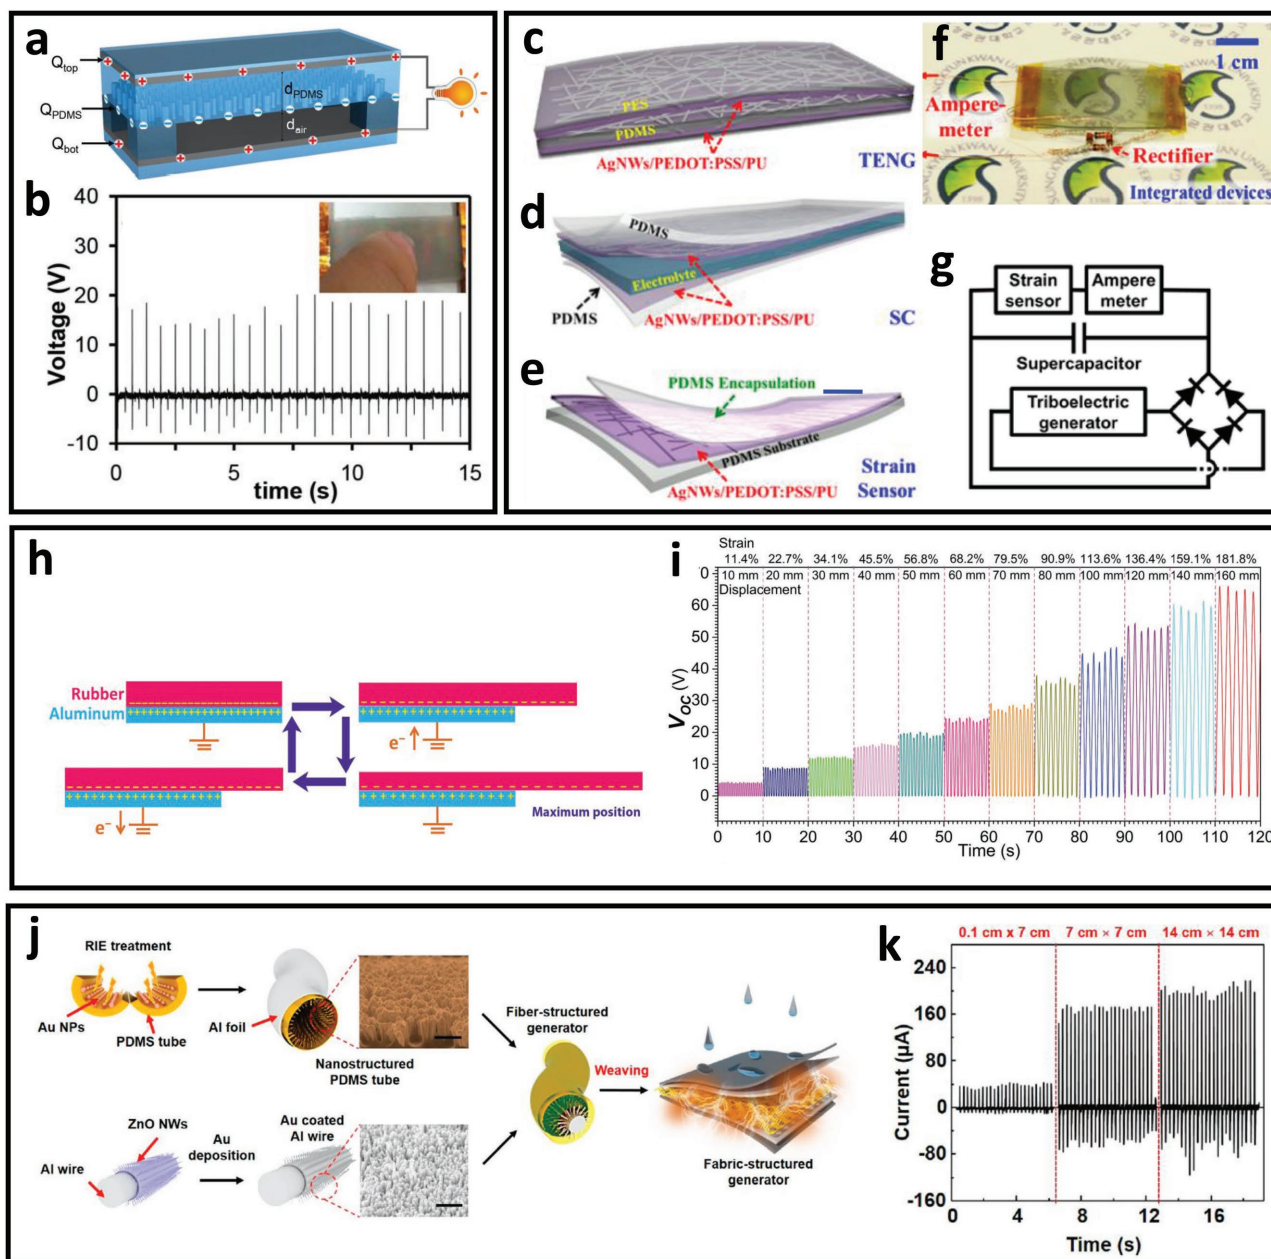 a
Q_top
Q_PDMS
Q_bot
d_PDMS
d_air
b
Voltage (V)
40
30
20
10
0
-10
0
5
10
15
time (s)
c
PES
PDMS
AgNWs/PEDOT:PSS/PU
TENG
d
PDMS
Electrolyte
PDMS
AgNWs/PEDOT:PSS/PU
SC
e
PDMS Encapsulation
PDMS Substrate
AgNWs/PEDOT:PSS/PU
Strain
Sensor
f
1 cm
Ampere-
meter
Rectifier
Integrated devices
SUNGKYUNKWAN UNIVERSITY
1398
g
Strain
sensor
Ampere
meter
Supercapacitor
Triboelectric
generator
h
Rubber
Aluminum
e⁻
e⁻
Maximum position
i
Strain
11.4% 22.7% 34.1% 45.5% 56.8% 68.2% 79.5% 90.9% 113.6% 136.4% 159.1% 181.8%
10 mm 20 mm 30 mm 40 mm 50 mm 60 mm 70 mm 80 mm 100 mm 120 mm 140 mm 160 mm
Displacement
V_OC (V)
0
60
50
40
30
20
10
0
0 10 20 30 40 50 60 70 80 90 100 110 120
Time (s)
j
RIE treatment
Au NPs
PDMS tube
Al foil
Nanostructured
PDMS tube
Fiber-structured
generator
Weaving
ZnO NWs
Al wire
Au
deposition
Au coated
Al wire
Fabric-structured
generator
k
0.1 cm x 7 cm
7 cm × 7 cm
14 cm × 14 cm
Current (µA)
240
160
80
0
-80
-160
0 4 8 12 16
Time (s)